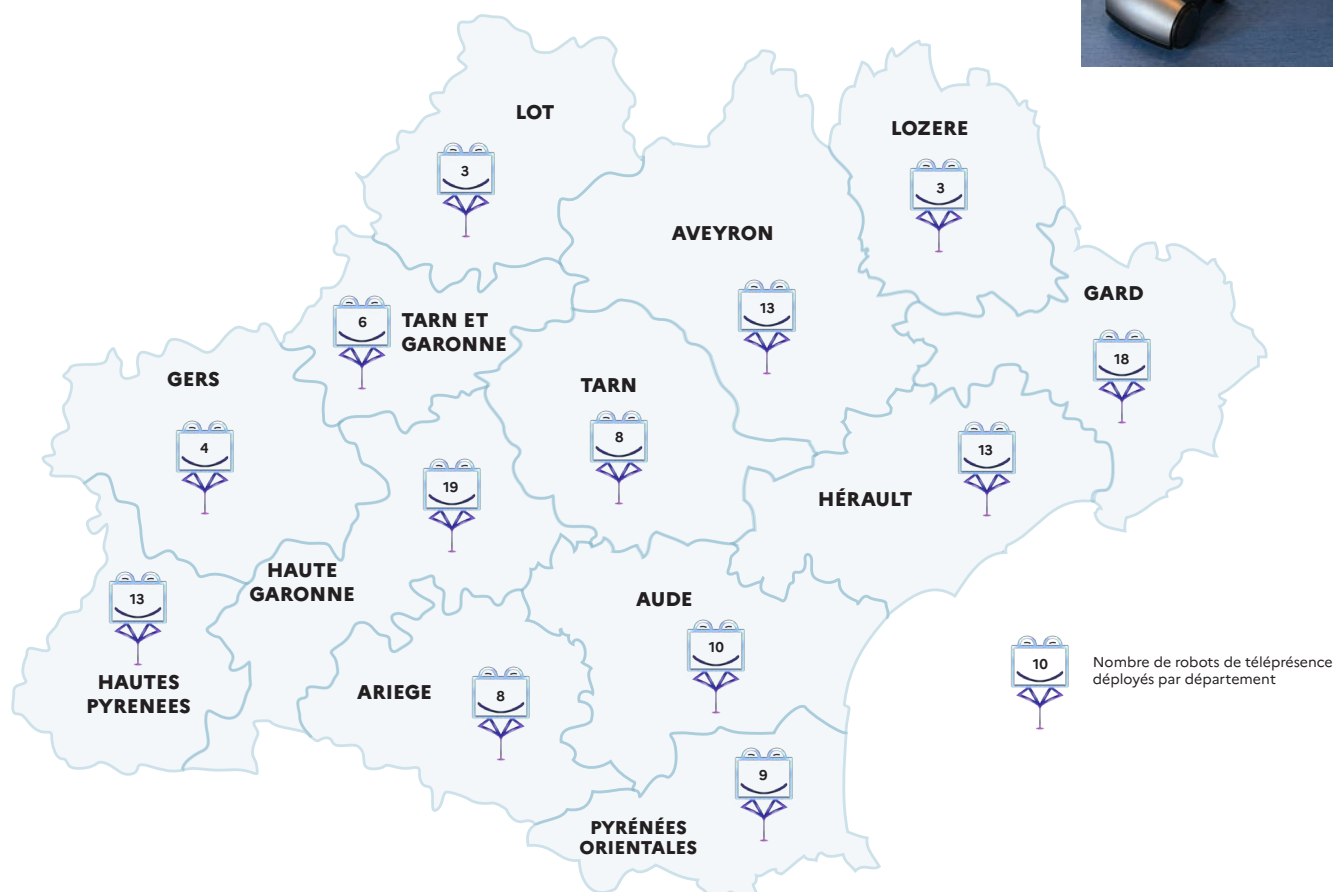 LOT
3
LOZERE
3
AVEYRON
13
GARD
18
6
TARN ET
GARONNE
GERS
4
TARN
8
HÉRAULT
13
19
HAUTE
GARONNE
13
HAUTES
PYRENEES
AUDE
10
ARIEGE
8
9
PYRÉNÉES
ORIENTALES
10
Nombre de robots de téléprésence
déployés par département